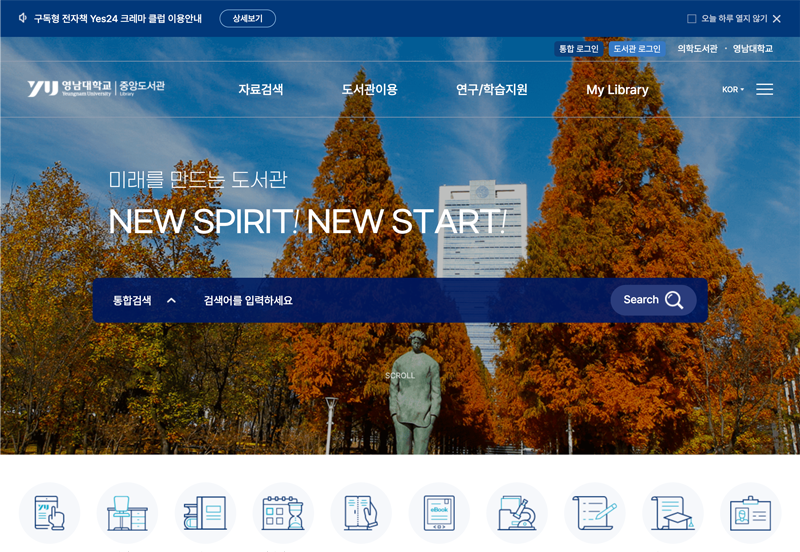 구독형 전자책 Yes24 크레마 클럽 이용안내
상세보기
오늘 하루 열지 않기
통합 로그인
도서관 로그인
의학도서관 · 영남대학교
YU 영남대학교 중앙도서관
Yeungnam University Library
자료검색
도서관이용
연구/학습지원
My Library
KOR
미래를 만드는 도서관
NEW SPIRIT! NEW START!
통합검색
검색어를 입력하세요
Search
SCROLL
YU
eBook